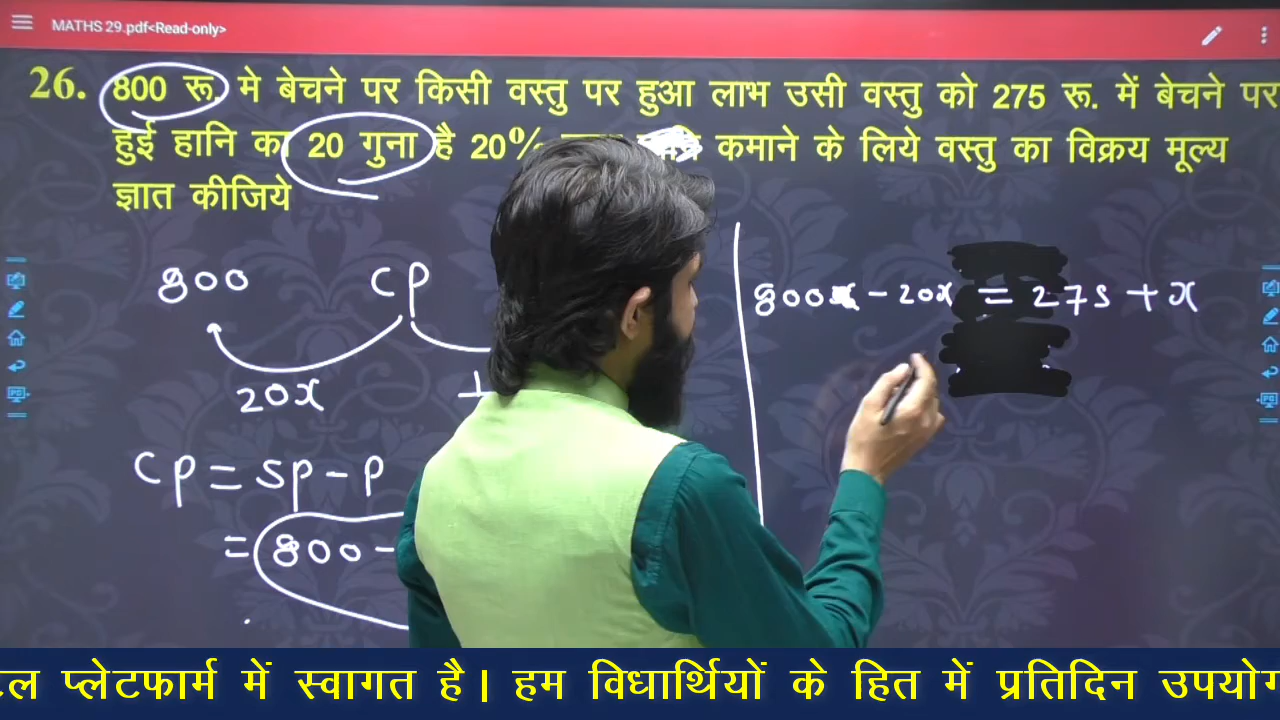 MATHS 29.pdf<Read-only>
26. 800 रू. मे बेचने पर किसी वस्तु पर हुआ लाभ उसी वस्तु को 275 रू. में बेचने पर
हुई हानि का 20 गुना है 20% कमाने के लिये वस्तु का विक्रय मूल्य
ज्ञात कीजिये
800 CP
20x
CP = SP - P
= 800 -
800 - 20x = 275 + x
प्लेटफार्म में स्वागत है। हम विधार्थियों के हित में प्रतिदिन